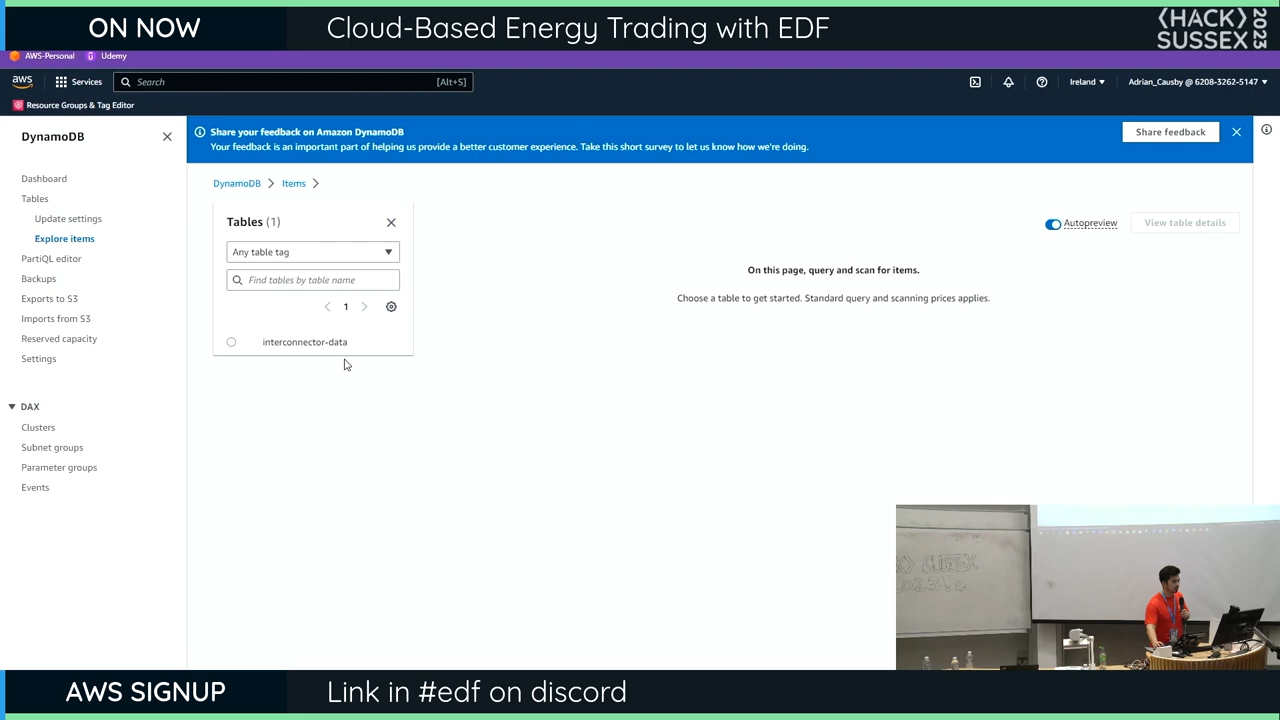 ON NOW
Cloud-Based Energy Trading with EDF
{HACK}
SUSSEX
2023
AWS-Personal
Udemy
aws
Services
Search
[Alt+S]
Ireland
Adrian_Causby @ 6208-3262-5147
Resource Groups & Tag Editor
DynamoDB
Share your feedback on Amazon DynamoDB
Your feedback is an important part of helping us provide a better customer experience. Take this short survey to let us know how we're doing.
Share feedback
Dashboard
Tables
Update settings
Explore items
PartiQL editor
Backups
Exports to S3
Imports from S3
Reserved capacity
Settings
DAX
Clusters
Subnet groups
Parameter groups
Events
DynamoDB
Items
Tables (1)
Any table tag
Find tables by table name
1
interconnector-data
Autopreview
View table details
On this page, query and scan for items.
Choose a table to get started. Standard query and scanning prices applies.
SUSSEX
AWS SIGNUP
Link in #edf on discord